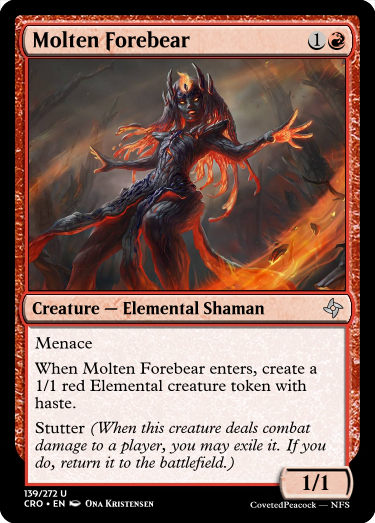 Molten Forebear 1
Creature — Elemental Shaman
Menace
When Molten Forebear enters, create a
1/1 red Elemental creature token with
haste.
Stutter (When this creature deals combat
damage to a player, you may exile it. If you
do, return it to the battlefield.)
1/1
139/272 U
CRO • EN Ona Kristensen
CovetedPeacock — NFS